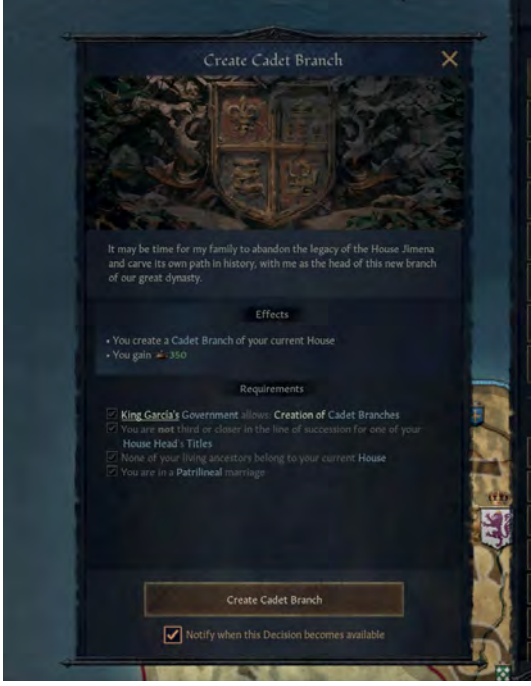 Create Cadet Branch
It may be time for my family to abandon the legacy of the House Jimena
and carve its own path in history, with me as the head of this new branch
of our great dynasty.
Effects
• You create a Cadet Branch of your current House
• You gain 350
Requirements
King García's Government allows: Creation of Cadet Branches
You are not third or closer in the line of succession for one of your
House Head's Titles
None of your living ancestors belong to your current House
You are in a Patrilineal marriage
Create Cadet Branch
Notify when this Decision becomes available